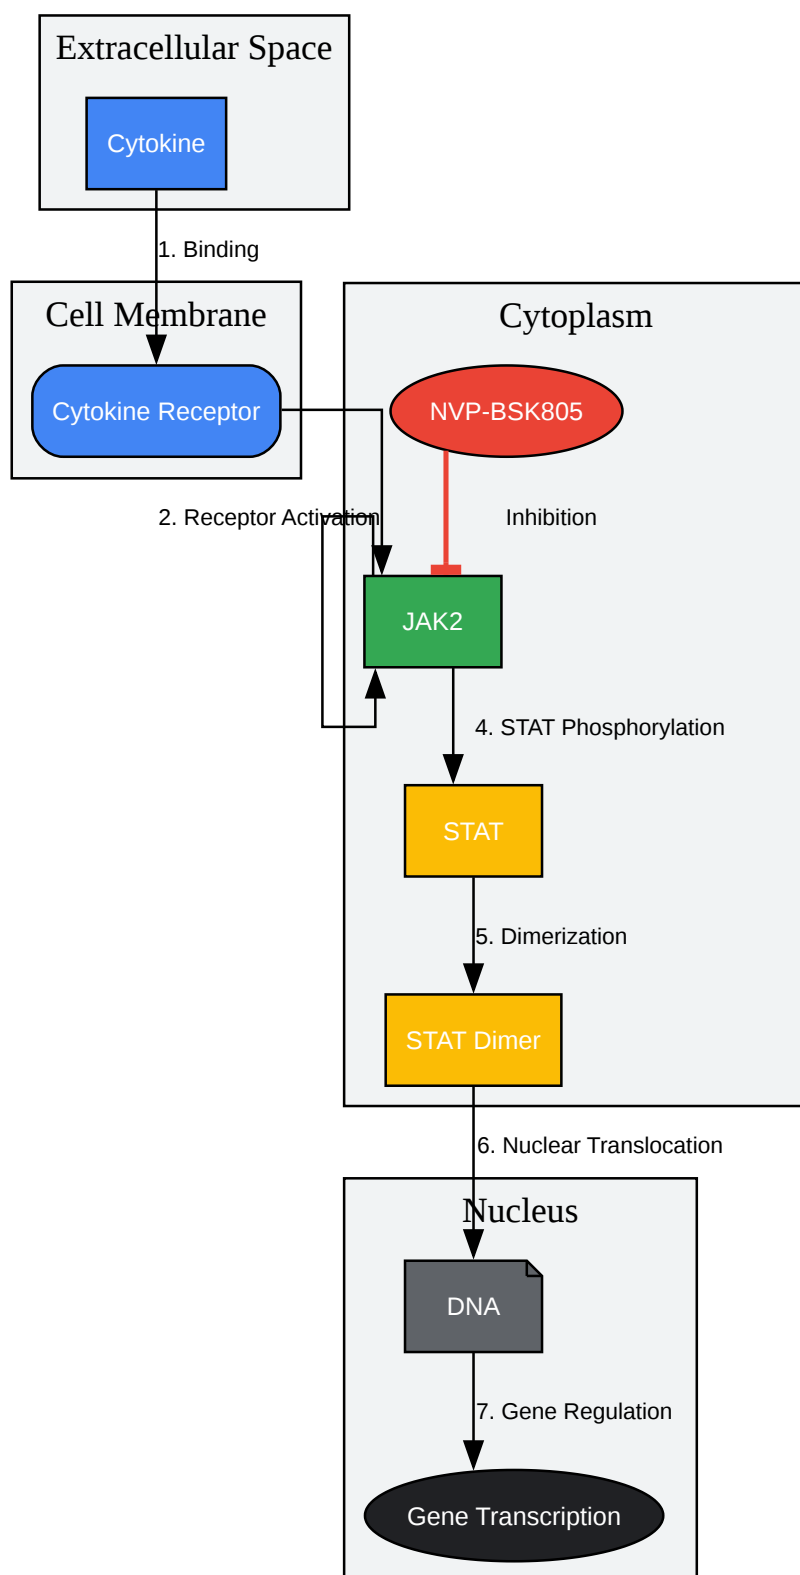 Extracellular Space
Cytokine
1. Binding
Cell Membrane
Cytoplasm
Cytokine Receptor
NVP-BSK805
2. Receptor Activation
Inhibition
JAK2
4. STAT Phosphorylation
STAT
5. Dimerization
STAT Dimer
6. Nuclear Translocation
Nucleus
DNA
7. Gene Regulation
Gene Transcription